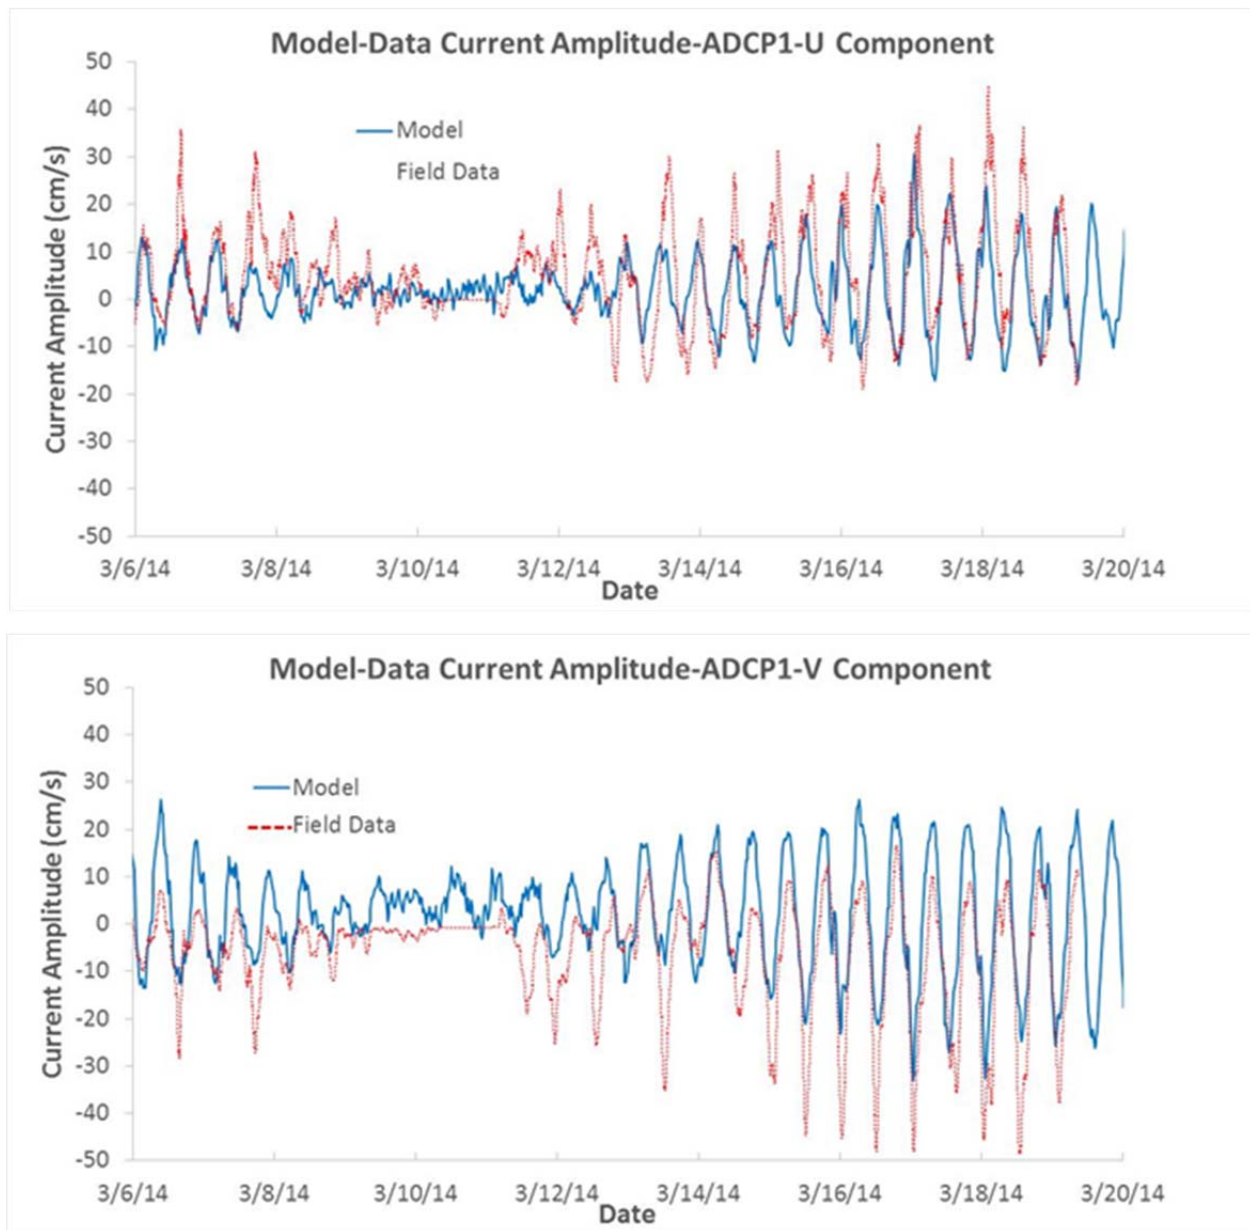 Model-Data Current Amplitude-ADCP1-U Component
50
40
30
20
10
0
-10
-20
-30
-40
-50
Current Amplitude (cm/s)
Model
Field Data
3/6/14 3/8/14 3/10/14 3/12/14 3/14/14 3/16/14 3/18/14 3/20/14
Date
Model-Data Current Amplitude-ADCP1-V Component
50
40
30
20
10
0
-10
-20
-30
-40
-50
Current Amplitude (cm/s)
Model
Field Data
3/6/14 3/8/14 3/10/14 3/12/14 3/14/14 3/16/14 3/18/14 3/20/14
Date